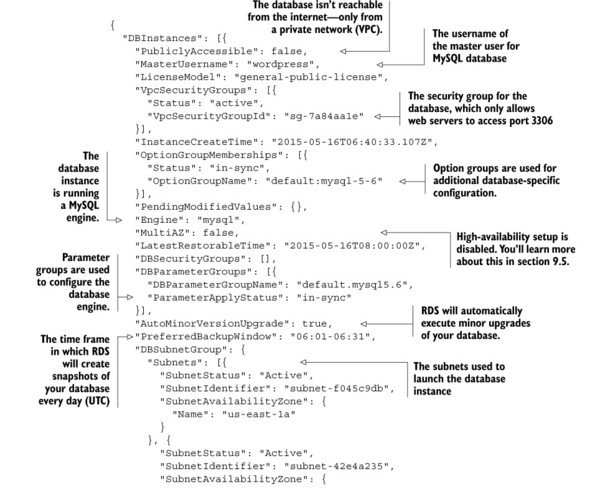 The database isn't reachable
from the internet—only from
a private network (VPC).
{
"DBInstances": [{
"PubliclyAccessible": false,
The username of
the master user for
MySQL database
"MasterUsername": "wordpress",
"LicenseModel": "general-public-license",
"VpcSecurityGroups": [{
"Status": "active",
"VpcSecurityGroupId": "sg-7a84aa1e"
The security group for the
database, which only allows
web servers to access port 3306
}],
"InstanceCreateTime": "2015-05-16T06:40:33.107Z",
"OptionGroupMemberships": [{
"Status": "in-sync",
"OptionGroupName": "default:mysql-5-6"
Option groups are used for
additional database-specific
configuration.
}],
"PendingModifiedValues": {},
The
database
instance
is running
a MySQL
engine.
"Engine": "mysql",
"MultiAZ": false,
High-availability setup is
disabled. You'll learn more
about this in section 9.5.
"LatestRestorableTime": "2015-05-16T08:00:00Z",
"DBSecurityGroups": [],
"DBParameterGroups": [{
"DBParameterGroupName": "default.mysql5.6",
Parameter
groups are used
to configure the
database
engine.
"ParameterApplyStatus": "in-sync"
}],
"AutoMinorVersionUpgrade": true,
RDS will automatically
execute minor upgrades
of your database.
The time frame
in which RDS
will create
snapshots of
your database
every day (UTC)
"PreferredBackupWindow": "06:01-06:31",
"DBSubnetGroup": {
"Subnets": [{
The subnets used to
launch the database
instance
"SubnetStatus": "Active",
"SubnetIdentifier": "subnet-f045c9db",
"SubnetAvailabilityZone": {
"Name": "us-east-1a"
}
}, {
"SubnetStatus": "Active",
"SubnetIdentifier": "subnet-42e4a235",
"SubnetAvailabilityZone": {